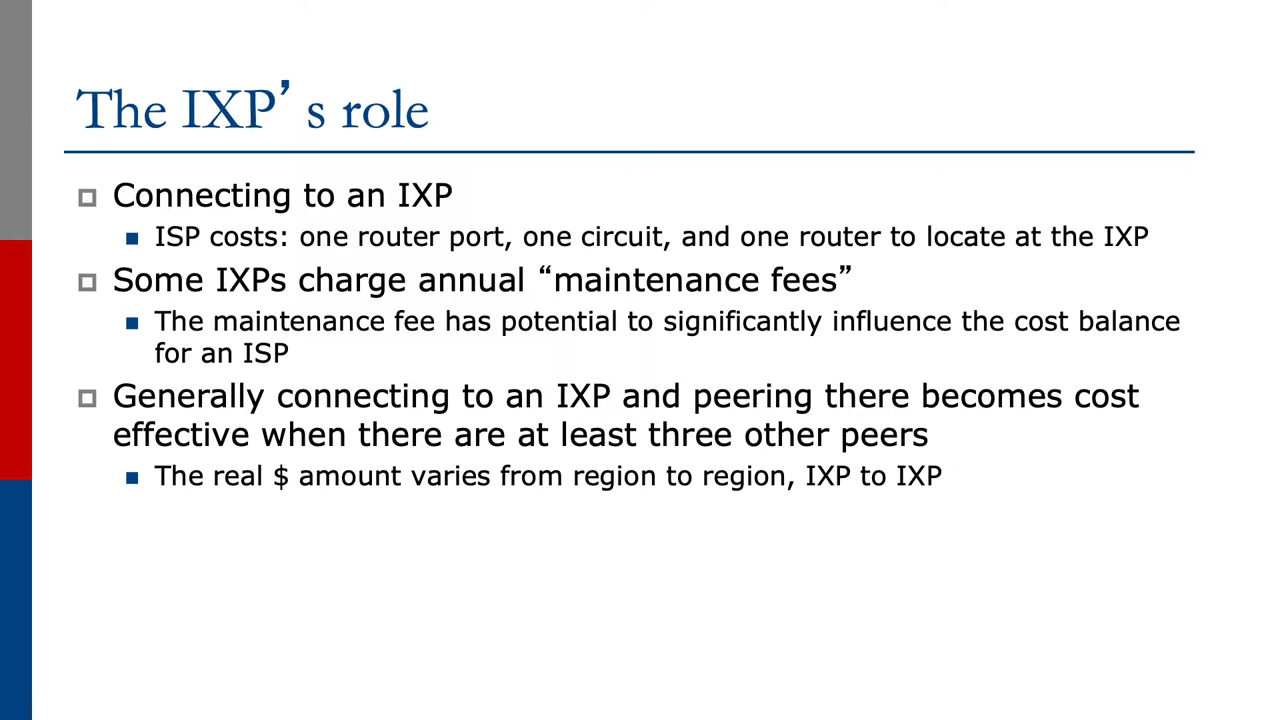 The IXP’s role
Connecting to an IXP
ISP costs: one router port, one circuit, and one router to locate at the IXP
Some IXPs charge annual “maintenance fees”
The maintenance fee has potential to significantly influence the cost balance
for an ISP
Generally connecting to an IXP and peering there becomes cost
effective when there are at least three other peers
The real $ amount varies from region to region, IXP to IXP